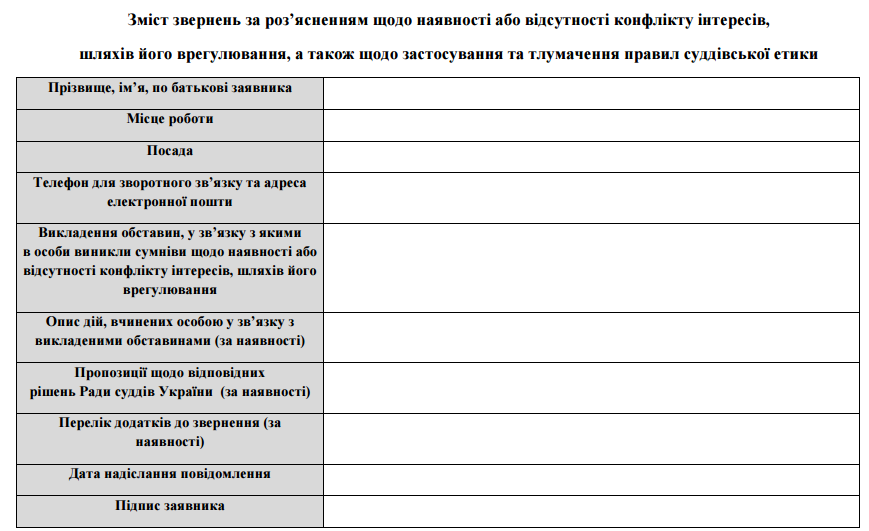 Зміст звернень за роз’ясненням щодо наявності або відсутності конфлікту інтересів,
шляхів його врегулювання, а також щодо застосування та тлумачення правил суддівської етики
Прізвище, ім’я, по батькові заявника
Місце роботи
Посада
Телефон для зворотного зв’язку та адреса
електронної пошти
Викладення обставин, у зв’язку з якими
в особи виникли сумніви щодо наявності або
відсутності конфлікту інтересів, шляхів його
врегулювання
Опис дій, вчинених особою у зв’язку з
викладеними обставинами (за наявності)
Пропозиції щодо відповідних
рішень Ради суддів України (за наявності)
Перелік додатків до звернення (за
наявності)
Дата надіслання повідомлення
Підпис заявника